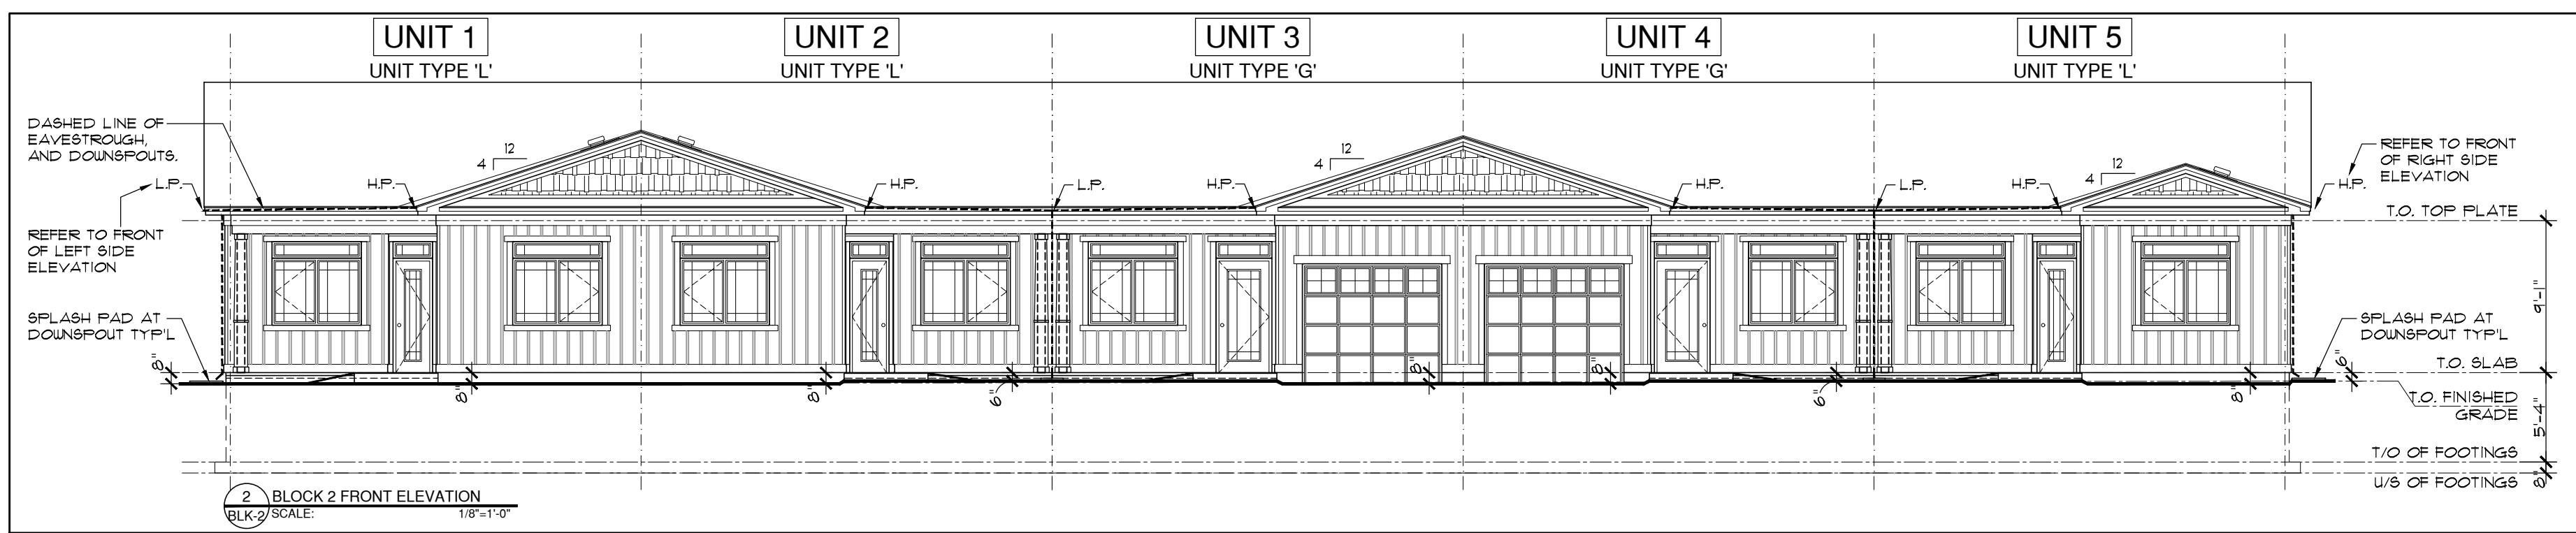 UNIT 1
UNIT TYPE 'L'
UNIT 2
UNIT TYPE 'L'
UNIT 3
UNIT TYPE 'G'
UNIT 4
UNIT TYPE 'G'
UNIT 5
UNIT TYPE 'L'
DASHED LINE OF
EAVESTROUGH,
AND DOWNSPOUTS.
L.P.
REFER TO FRONT
OF LEFT SIDE
ELEVATION
SPLASH PAD AT
DOWNSPOUT TYP'L
8"
H.P.
12
4
8"
8"
H.P.
6"
L.P.
H.P.
12
4
8"
8"
H.P.
6"
L.P.
H.P.
12
4
8"
H.P.
REFER TO FRONT
OF RIGHT SIDE
ELEVATION
T.O. TOP PLATE
9'-1"
SPLASH PAD AT
DOWNSPOUT TYP'L
6"
T.O. SLAB
T.O. FINISHED
GRADE
5'-4"
T/O OF FOOTINGS
U/S OF FOOTINGS
8"
2
BLK-2
BLOCK 2 FRONT ELEVATION
SCALE: 1/8"=1'-0"